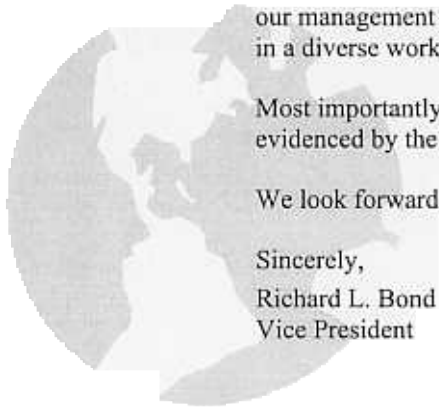 our management
in a diverse work
Most importantly
evidenced by the
We look forward
Sincerely,
Richard L. Bond
Vice President